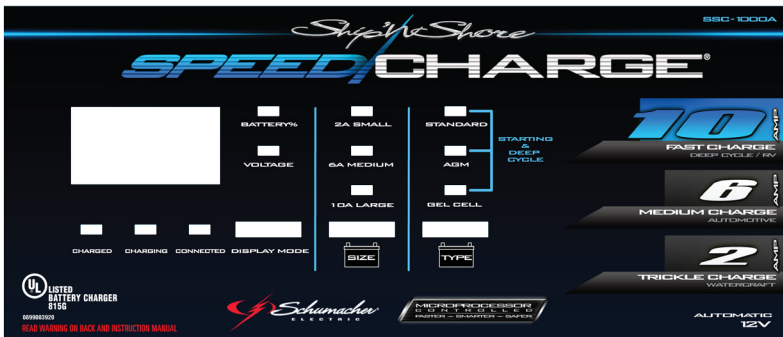 SSC-1000A
Ship 'N Shore
SPEED/CHARGE®
BATTERY%
VOLTAGE
2A SMALL
6A MEDIUM
10A LARGE
STANDARD
AGM
GEL CELL
STARTING
&
DEEP
CYCLE
10 AMP
FAST CHARGE
DEEP CYCLE / RV
6 AMP
MEDIUM CHARGE
AUTOMOTIVE
2 AMP
TRICKLE CHARGE
WATERCRAFT
CHARGED
CHARGING
CONNECTED
DISPLAY MODE
SIZE
TYPE
UL
LISTED
BATTERY CHARGER
815G
0899003920
READ WARNING ON BACK AND INSTRUCTION MANUAL
Schumacher®
ELECTRIC
MICROPROCESSOR
CONTROLLED
FASTER – SMARTER – SAFER
AUTOMATIC
12V